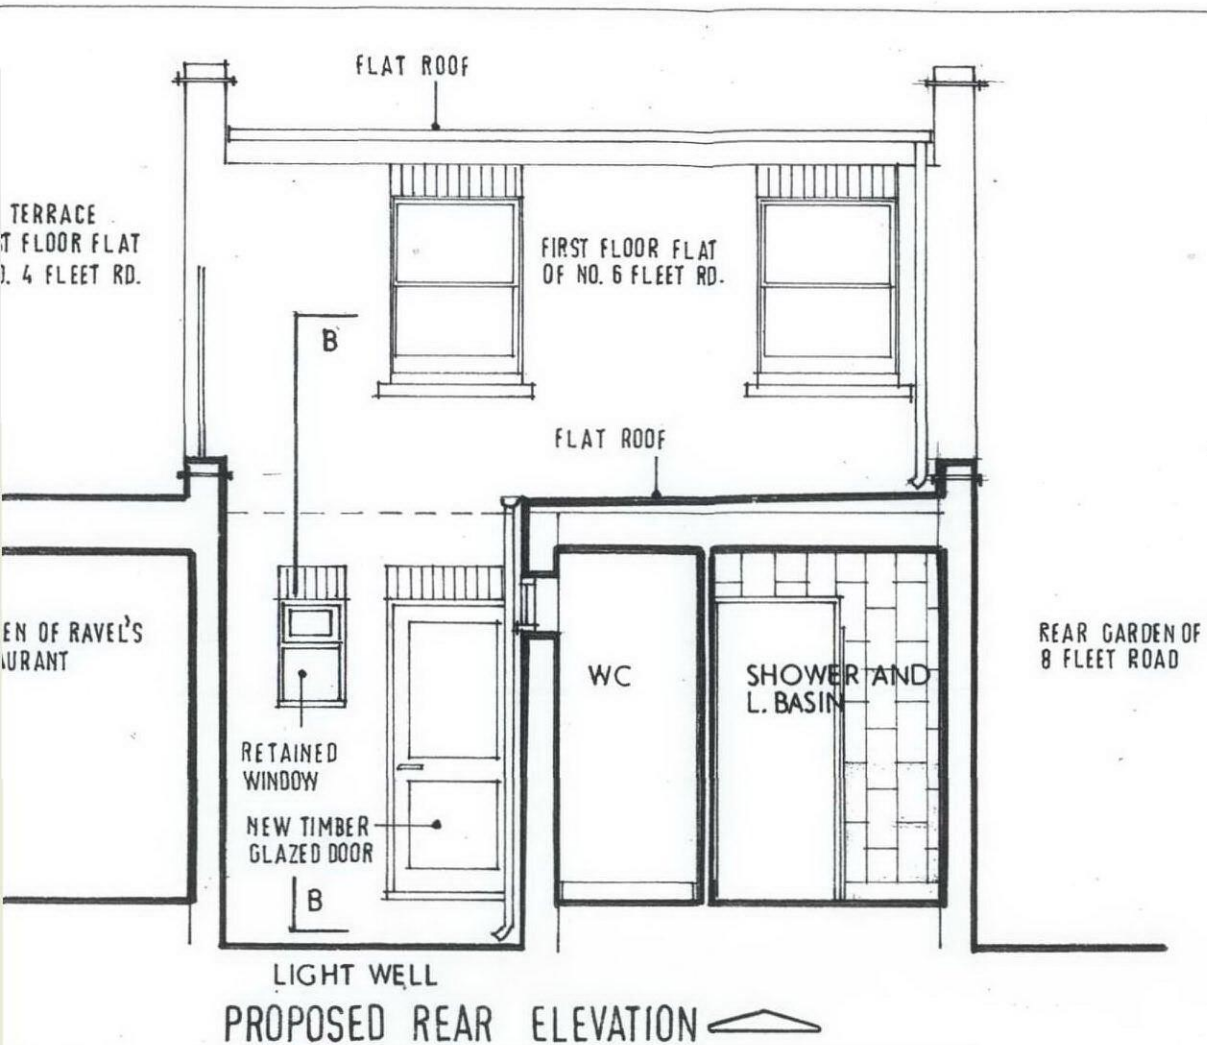 FLAT ROOF
TERRACE
FLOOR FLAT
4 FLEET RD.
FIRST FLOOR FLAT
OF NO. 6 FLEET RD.
B
FLAT ROOF
OF RAVEL'S
WC
SHOWER AND
L. BASIN
REAR GARDEN OF
8 FLEET ROAD
RETAINED
WINDOW
NEW TIMBER
GLAZED DOOR
B
LIGHT WELL
PROPOSED REAR ELEVATION